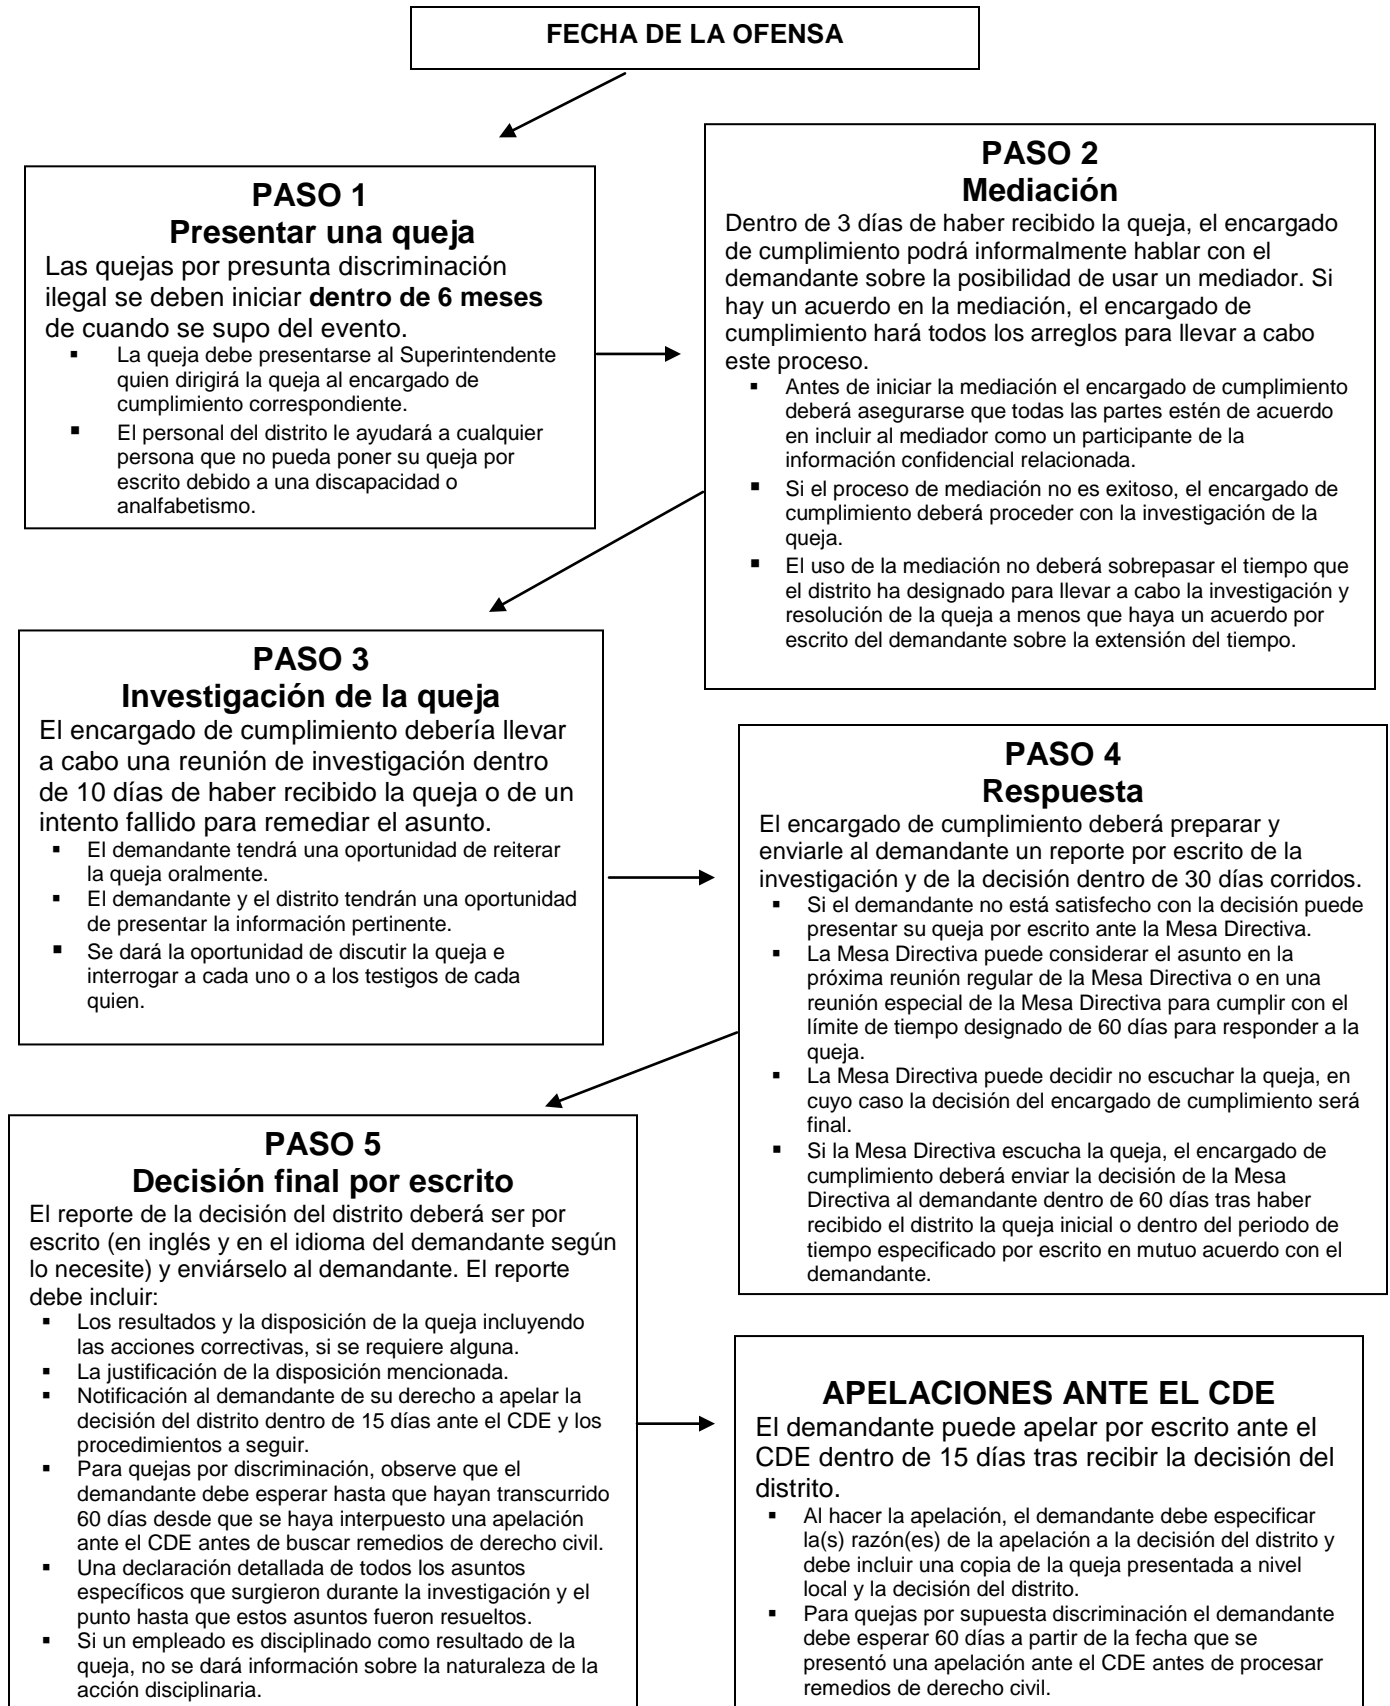 FECHA DE LA OFENSA
PASO 1
Presentar una queja
Las quejas por presunta discriminación
ilegal se deben iniciar dentro de 6 meses
de cuando se supo del evento.
▪ La queja debe presentarse al Superintendente
quien dirigirá la queja al encargado de
cumplimiento correspondiente.
▪ El personal del distrito le ayudará a cualquier
persona que no pueda poner su queja por
escrito debido a una discapacidad o
analfabetismo.
PASO 2
Mediación
Dentro de 3 días de haber recibido la queja, el encargado
de cumplimiento podrá informalmente hablar con el
demandante sobre la posibilidad de usar un mediador. Si
hay un acuerdo en la mediación, el encargado de
cumplimiento hará todos los arreglos para llevar a cabo
este proceso.
▪ Antes de iniciar la mediación el encargado de cumplimiento
deberá asegurarse que todas las partes estén de acuerdo
en incluir al mediador como un participante de la
información confidencial relacionada.
▪ Si el proceso de mediación no es exitoso, el encargado de
cumplimiento deberá proceder con la investigación de la
queja.
▪ El uso de la mediación no deberá sobrepasar el tiempo que
el distrito ha designado para llevar a cabo la investigación y
resolución de la queja a menos que haya un acuerdo por
escrito del demandante sobre la extensión del tiempo.
PASO 3
Investigación de la queja
El encargado de cumplimiento debería llevar
a cabo una reunión de investigación dentro
de 10 días de haber recibido la queja o de un
intento fallido para remediar el asunto.
▪ El demandante tendrá una oportunidad de reiterar
la queja oralmente.
▪ El demandante y el distrito tendrán una oportunidad
de presentar la información pertinente.
▪ Se dará la oportunidad de discutir la queja e
interrogar a cada uno o a los testigos de cada
quien.
PASO 4
Respuesta
El encargado de cumplimiento deberá preparar y
enviarle al demandante un reporte por escrito de la
investigación y de la decisión dentro de 30 días corridos.
▪ Si el demandante no está satisfecho con la decisión puede
presentar su queja por escrito ante la Mesa Directiva.
▪ La Mesa Directiva puede considerar el asunto en la
próxima reunión regular de la Mesa Directiva o en una
reunión especial de la Mesa Directiva para cumplir con el
límite de tiempo designado de 60 días para responder a la
queja.
▪ La Mesa Directiva puede decidir no escuchar la queja, en
cuyo caso la decisión del encargado de cumplimiento será
final.
▪ Si la Mesa Directiva escucha la queja, el encargado de
cumplimiento deberá enviar la decisión de la Mesa
Directiva al demandante dentro de 60 días tras haber
recibido el distrito la queja inicial o dentro del periodo de
tiempo especificado por escrito en mutuo acuerdo con el
demandante.
PASO 5
Decisión final por escrito
El reporte de la decisión del distrito deberá ser por
escrito (en inglés y en el idioma del demandante según
lo necesite) y enviárselo al demandante. El reporte
debe incluir:
▪ Los resultados y la disposición de la queja incluyendo
las acciones correctivas, si se requiere alguna.
▪ La justificación de la disposición mencionada.
▪ Notificación al demandante de su derecho a apelar la
decisión del distrito dentro de 15 días ante el CDE y los
procedimientos a seguir.
▪ Para quejas por discriminación, observe que el
demandante debe esperar hasta que hayan transcurrido
60 días desde que se haya interpuesto una apelación
ante el CDE antes de buscar remedios de derecho civil.
▪ Una declaración detallada de todos los asuntos
específicos que surgieron durante la investigación y el
punto hasta que estos asuntos fueron resueltos.
▪ Si un empleado es disciplinado como resultado de la
queja, no se dará información sobre la naturaleza de la
acción disciplinaria.
APELACIONES ANTE EL CDE
El demandante puede apelar por escrito ante el
CDE dentro de 15 días tras recibir la decisión del
distrito.
▪ Al hacer la apelación, el demandante debe especificar
la(s) razón(es) de la apelación a la decisión del distrito y
debe incluir una copia de la queja presentada a nivel
local y la decisión del distrito.
▪ Para quejas por supuesta discriminación el demandante
debe esperar 60 días a partir de la fecha que se
presentó una apelación ante el CDE antes de procesar
remedios de derecho civil.